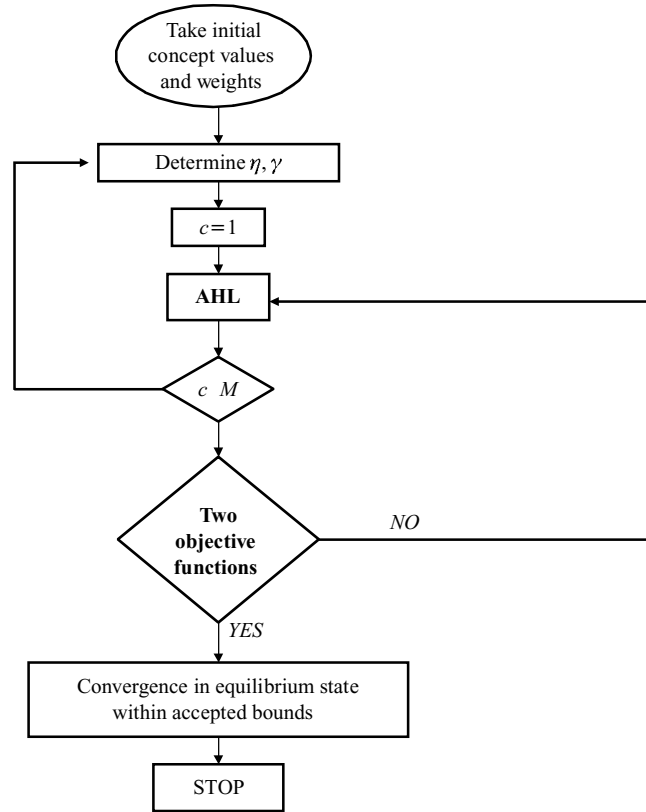 Take initial
concept values
and weights
Determine η, γ
c=1
AHL
c M
Two
objective
functions
NO
YES
Convergence in equilibrium state
within accepted bounds
STOP